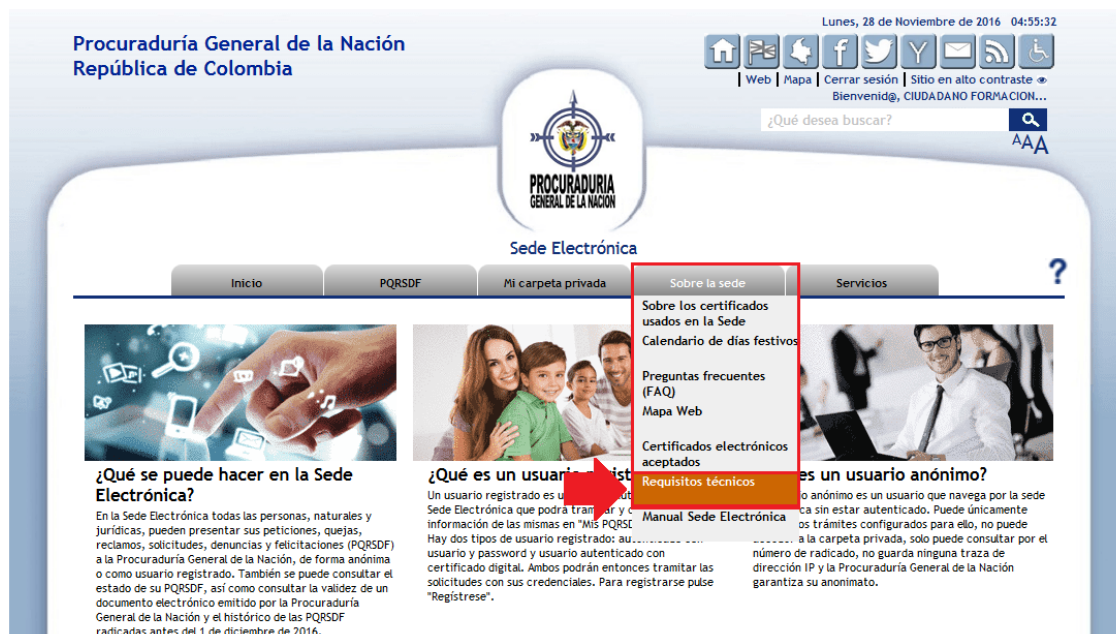 Lunes, 28 de Noviembre de 2016 04:55:32
Procuraduría General de la Nación
República de Colombia
Web | Mapa | Cerrar sesión | Sitio en alto contraste
Bienvenid@, CIUDADANO FORMACION...
¿Qué desea buscar?
AAA
PROCURADURIA
GENERAL DE LA NACION
Sede Electrónica
?
Inicio
PQRSDF
Mi carpeta privada
Sobre la sede
Servicios
Sobre los certificados
usados en la Sede
Calendario de días festivos
Preguntas frecuentes
(FAQ)
Mapa Web
Certificados electrónicos
aceptados
Requisitos técnicos
Manual Sede Electrónica
¿Qué se puede hacer en la Sede
Electrónica?
En la Sede Electrónica todas las personas, naturales y
jurídicas, pueden presentar sus peticiones, quejas,
reclamos, solicitudes, denuncias y felicitaciones (PQRSDF)
a la Procuraduría General de la Nación, de forma anónima
o como usuario registrado. También se puede consultar el
estado de su PQRSDF, así como consultar la validez de un
documento electrónico emitido por la Procuraduría
General de la Nación y el histórico de las PQRSDF
radicadas antes del 1 de diciembre de 2016.
¿Qué es un usuario
Un usuario registrado es
Sede Electrónica que podrá
información de las mismas en "Mis
Hay dos tipos de usuario registrado:
usuario y password y usuario autenticado con
certificado digital. Ambos podrán entonces tramitar las
solicitudes con sus credenciales. Para registrarse pulse
"Regístrese".
es un usuario anónimo?
anónimo es un usuario que navega por la sede
sin estar autenticado. Puede únicamente
trámites configurados para ello, no puede
a la carpeta privada, solo puede consultar por el
número de radicado, no guarda ninguna traza de
dirección IP y la Procuraduría General de la Nación
garantiza su anonimato.